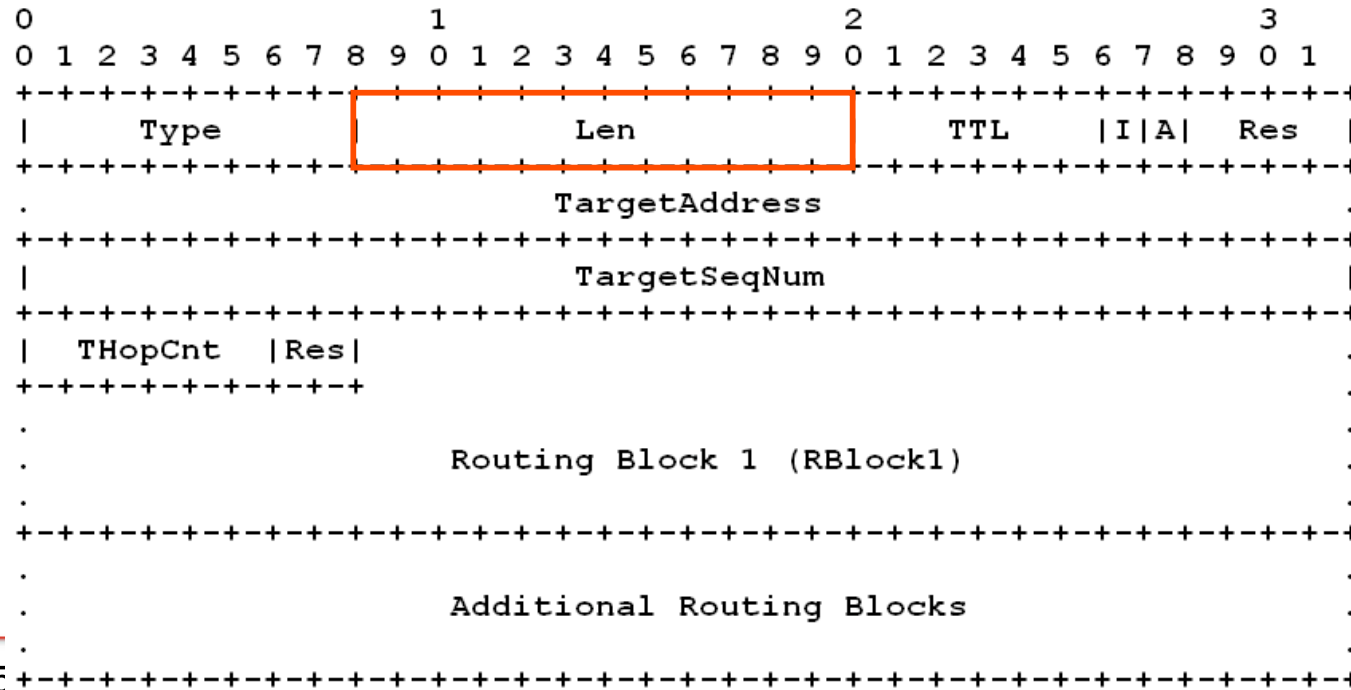 0 1 2 3
0 1 2 3 4 5 6 7 8 9 0 1 2 3 4 5 6 7 8 9 0 1 2 3 4 5 6 7 8 9 0 1
+-+-+-+-+-+-+-+-+-+-+-+-+-+-+-+-+-+-+-+-+-+-+-+-+-+-+-+-+-+-+-+-+
| Type | Len | TTL |I|A| Res |
+-+-+-+-+-+-+-+-+-+-+-+-+-+-+-+-+-+-+-+-+-+-+-+-+-+-+-+-+-+-+-+-+
. TargetAddress .
+-+-+-+-+-+-+-+-+-+-+-+-+-+-+-+-+-+-+-+-+-+-+-+-+-+-+-+-+-+-+-+-+
| TargetSeqNum |
+-+-+-+-+-+-+-+-+-+-+-+-+-+-+-+-+-+-+-+-+-+-+-+-+-+-+-+-+-+-+-+-+
| THopCnt |Res| .
+-+-+-+-+-+-+-+-+ .
. .
. Routing Block 1 (RBlock1) .
. .
+-+-+-+-+-+-+-+-+-+-+-+-+-+-+-+-+-+-+-+-+-+-+-+-+-+-+-+-+-+-+-+-+
. .
. Additional Routing Blocks .
. .
+-+-+-+-+-+-+-+-+-+-+-+-+-+-+-+-+-+-+-+-+-+-+-+-+-+-+-+-+-+-+-+-+